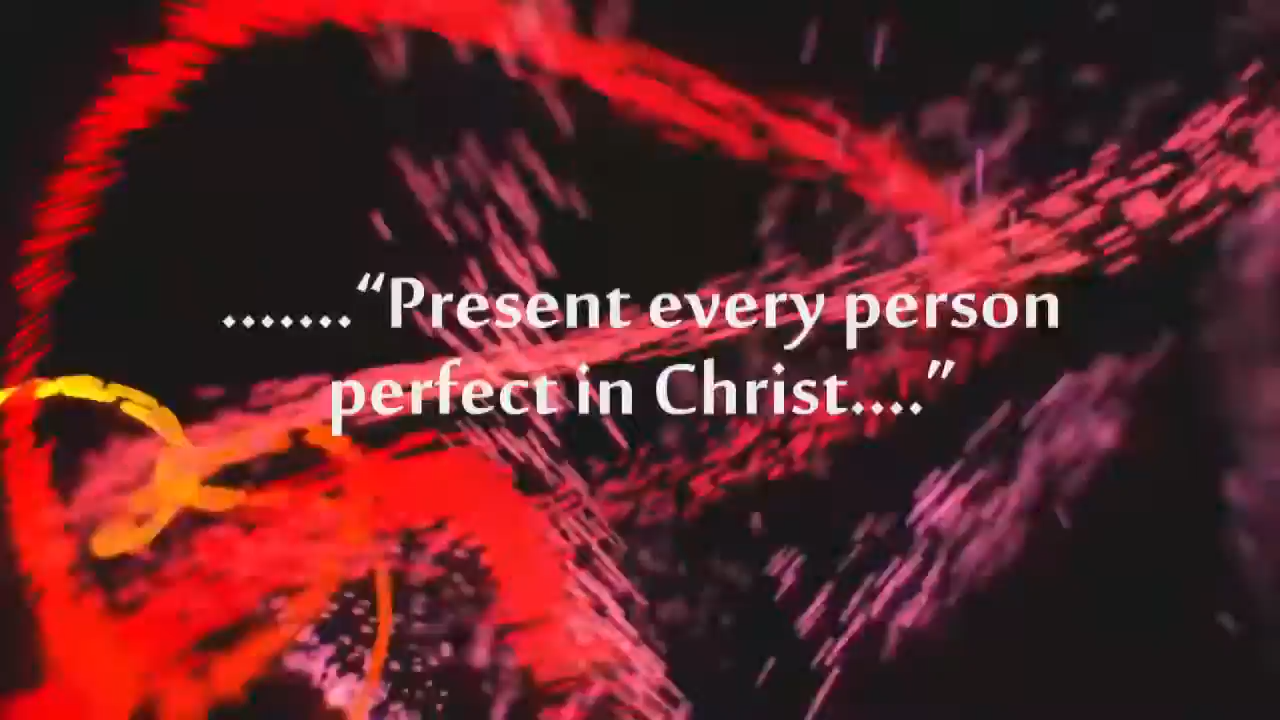 .......“Present every person
perfect in Christ....”